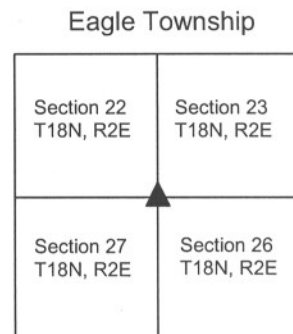 Eagle Township
Section 22
T18N, R2E
Section 23
T18N, R2E
Section 27
T18N, R2E
Section 26
T18N, R2E